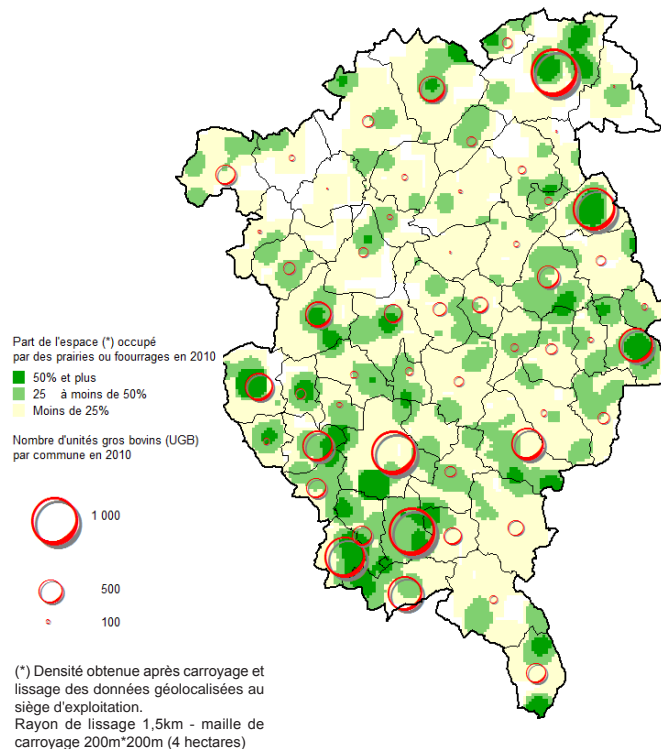 Part de l'espace (*) occupé
par des prairies ou foourrages en 2010
50% et plus
25 à moins de 50%
Moins de 25%
Nombre d'unités gros bovins (UGB)
par commune en 2010
1 000
500
100
(*) Densité obtenue après carroyage et
lissage des données géolocalisées au
siège d'exploitation.
Rayon de lissage 1,5km - maille de
carroyage 200m*200m (4 hectares)